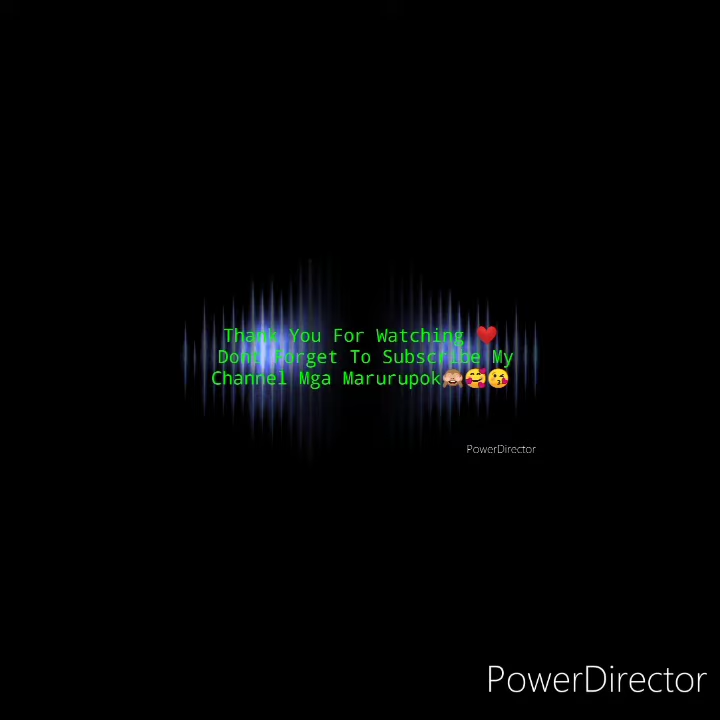 Thank You For Watching ❤️
Dont Forget To Subscribe My
Channel Mga Marurupok🙈🥰😘
PowerDirector
PowerDirector